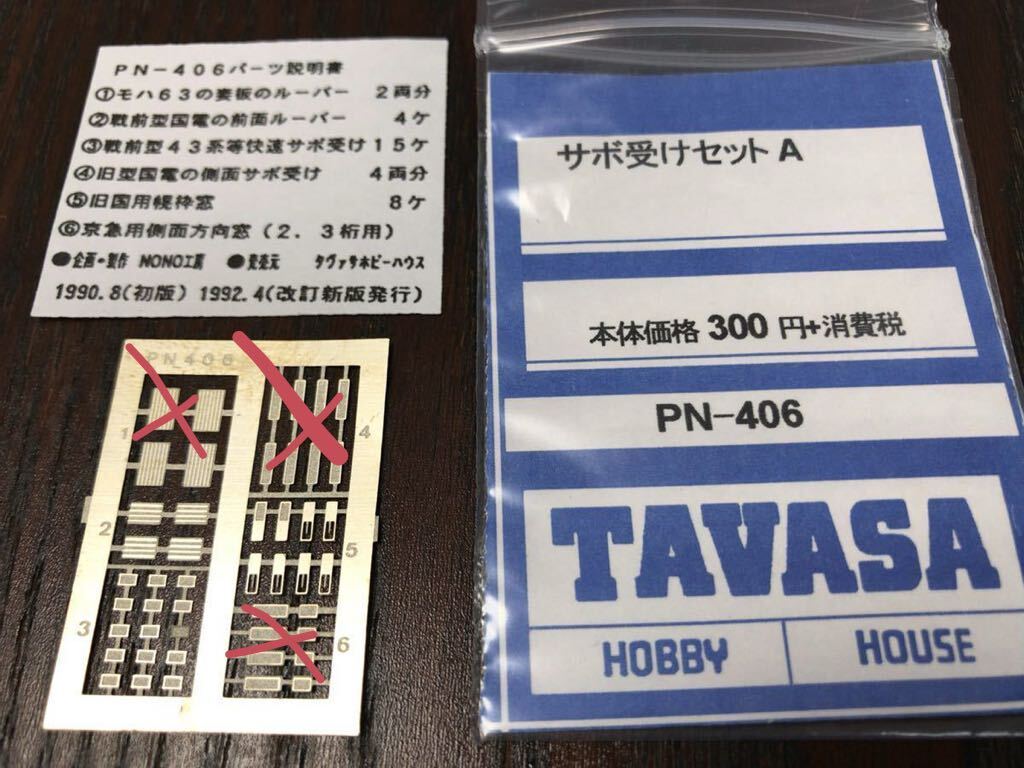 PN-406パーツ説明書
①モハ63の妻板のルーバー 2両分
②戦前型国電の前面ルーバー 4ケ
③戦前型43系等快速サボ受け15ケ
④旧型国電の側面サボ受け 4両分
⑤旧国用幌枠窓 8ケ
⑥京急用側面方向窓(2.3桁用)
●企画・製作 NONO工房 ●発売元 タヴァサホビーハウス
1990.8(初版) 1992.4(改訂新版発行)
PN406
1
4
2
5
3
6
サボ受けセットA
本体価格 300 円+消費税
PN-406
TAVASA
HOBBY HOUSE